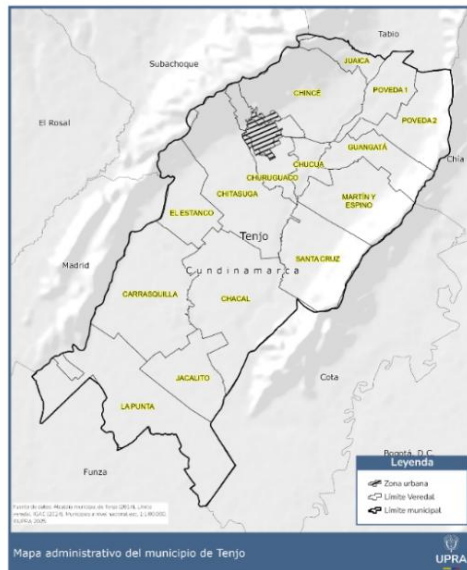 Tabio
Subachoque
JUAICA
CHINCÉ
POVEDA 1
El Rosal
POVEDA 2
GUANGATÁ
Chía
CHUCUA
CHURUGUACO
CHITASUGA
MARTÍN Y
ESPINO
EL ESTANCO
Tenjo
SANTA CRUZ
Madrid
Cundinamarca
CARRASQUILLA
CHACAL
Cota
JACALITO
LA PUNTA
Bogotá, D.C.
Funza
Leyenda
Zona urbana
Límite Veredal
Límite municipal
Mapa administrativo del municipio de Tenjo
UPRA